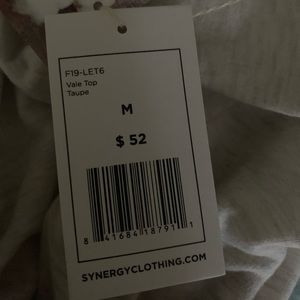 F19-LET6
Vale Top
Taupe
M
$ 52
8 41684 18791 1
SYNERGYCLOTHING.COM